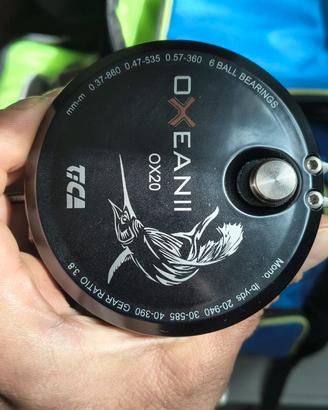 mm-m 0.37-860 0.47-535 0.57-360 6 BALL BEARINGS
OXEANII
OX20
TiCA
Mono. lb-yds 20-940 30-585 40-390 GEAR RATIO 3.8